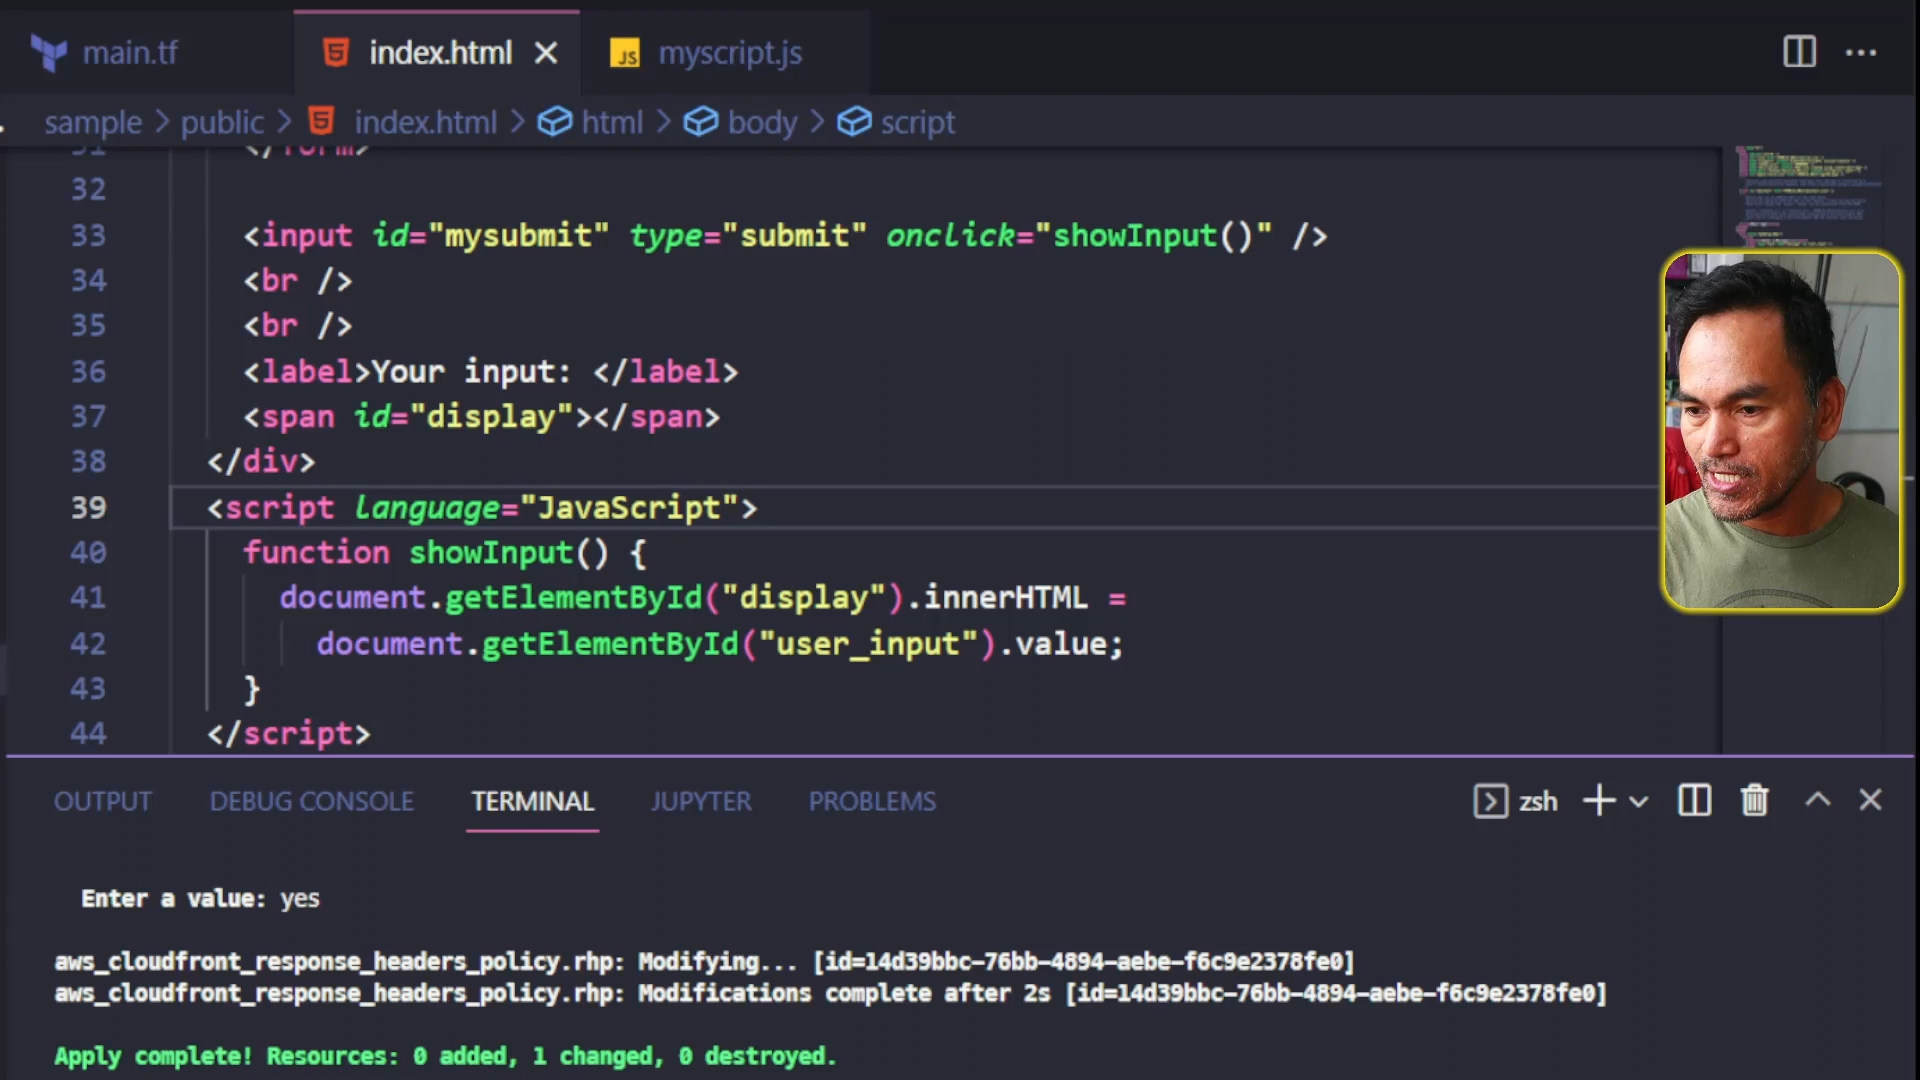 main.tf
index.html
JS
myscript.js
sample > public > index.html > html > body > script
31 </form>
32
33 <input id="mysubmit" type="submit" onclick="showInput()" />
34 <br />
35 <br />
36 <label>Your input: </label>
37 <span id="display"></span>
38 </div>
39 <script language="JavaScript">
40 function showInput() {
41 document.getElementById("display").innerHTML =
42 document.getElementById("user_input").value;
43 }
44 </script>
OUTPUT DEBUG CONSOLE TERMINAL JUPYTER PROBLEMS
zsh
Enter a value: yes
aws_cloudfront_response_headers_policy.rhp: Modifying... [id=14d39bbc-76bb-4894-aebe-f6c9e2378fe0]
aws_cloudfront_response_headers_policy.rhp: Modifications complete after 2s [id=14d39bbc-76bb-4894-aebe-f6c9e2378fe0]
Apply complete! Resources: 0 added, 1 changed, 0 destroyed.